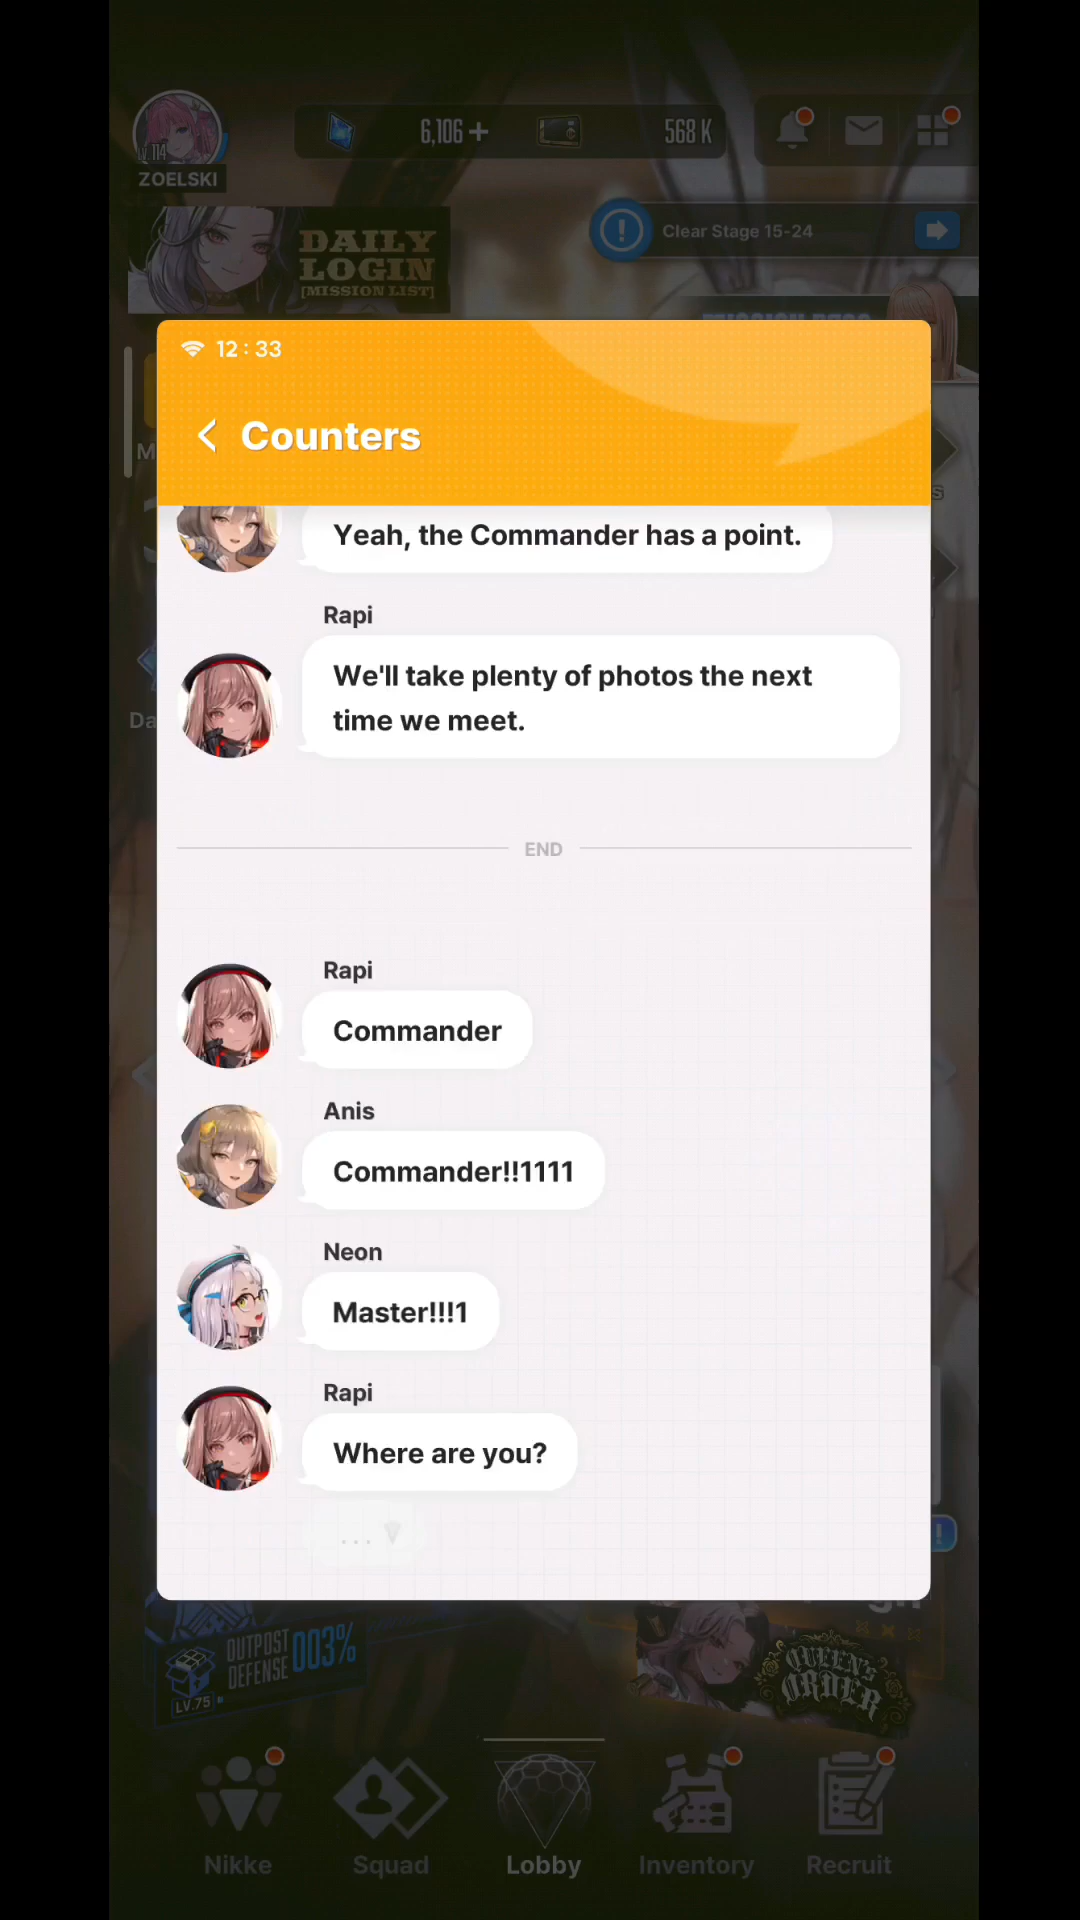 LV.114
6,106 +
568 K
ZOELSKI
DAILY
LOGIN
[MISSION LIST]
Clear Stage 15-24
12 : 33
Counters
Yeah, the Commander has a point.
Rapi
We'll take plenty of photos the next
time we meet.
END
Rapi
Commander
Anis
Commander!!1111
Neon
Master!!!1
Rapi
Where are you?
...
OUTPOST
DEFENSE
003%
LV.75
QUEEN'S
ORDER
Nikke
Squad
Lobby
Inventory
Recruit